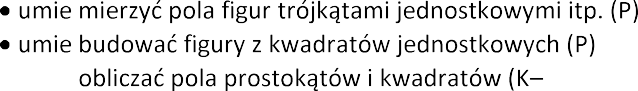 • umie mierzyć pola figur trójkątami jednostkowymi itp. (P)
• umie budować figury z kwadratów jednostkowych (P)
obliczać pola prostokątów i kwadratów (K–